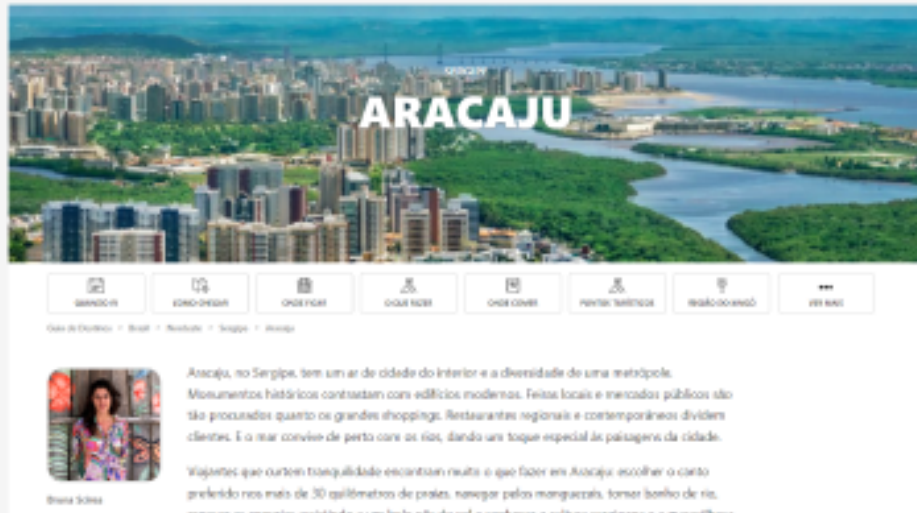 SERGIPE
ARACAJU
QUANDO IR
COMO CHEGAR
ONDE FICAR
O QUE FAZER
ONDE COMER
PONTOS TURÍSTICOS
VER MAIS
Guia de Destinos > Brasil > Nordeste > Sergipe > Aracaju
Aracaju, no Sergipe, tem um ar de cidade do interior e a diversidade de uma metrópole.
Monumentos históricos contrastam com edifícios modernos. Feiras locais e mercados públicos são
tão procurados quanto os grandes shoppings. Restaurantes regionais e contemporâneos dividem
clientes. E o mar convive de perto com os rios, dando um toque especial às paisagens da cidade.
Viajantes que curtem tranquilidade encontram muito o que fazer em Aracaju: escolher o canto
preferido nos mais de 30 quilômetros de praias, navegar pelos manguezais, tomar banho de rio,
Bruna